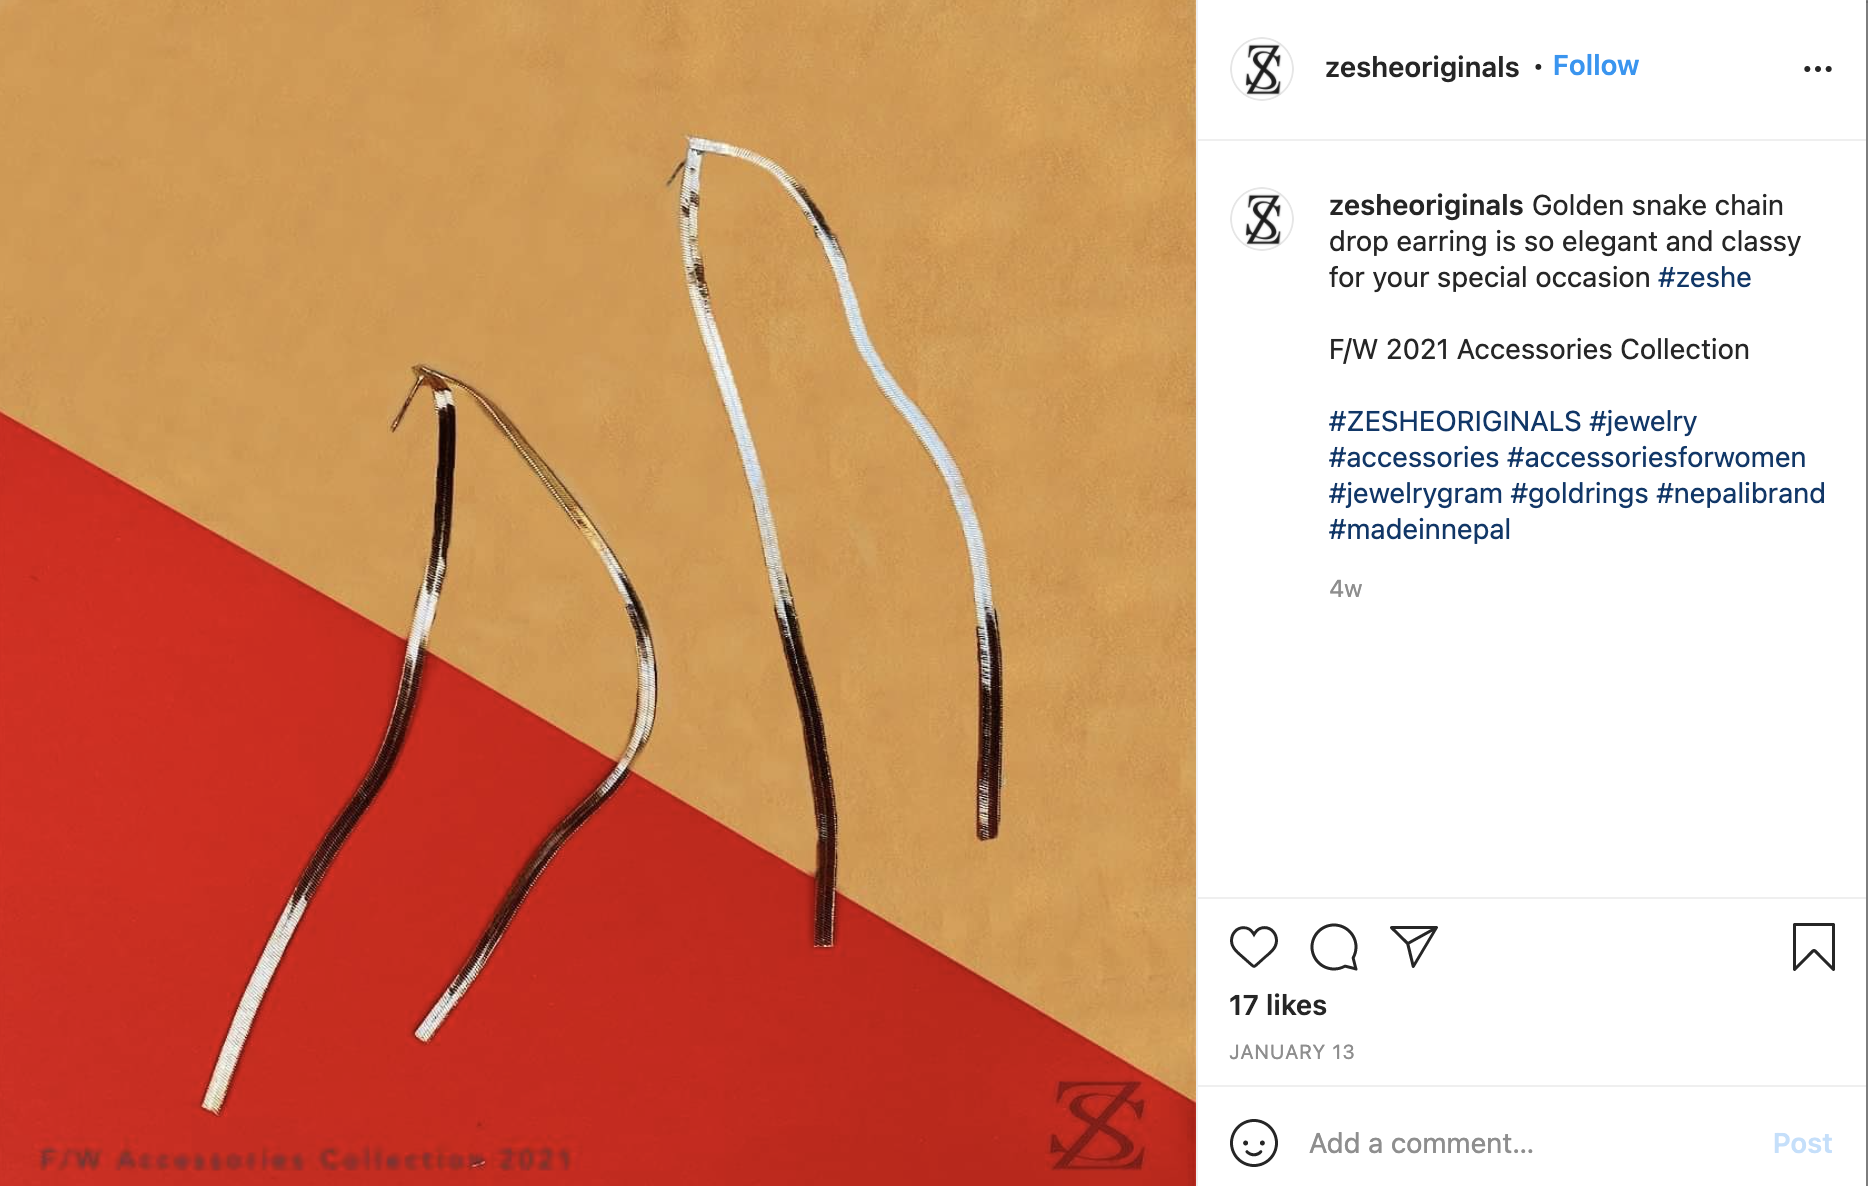 F/W Accessories Collection 2021
ZS
zesheoriginals • Follow
zesheoriginals Golden snake chain
drop earring is so elegant and classy
for your special occasion #zeshe
F/W 2021 Accessories Collection
#ZESHEORIGINALS #jewelry
#accessories #accessoriesforwomen
#jewelrygram #goldrings #nepalibrand
#madeinnepal
4w
17 likes
JANUARY 13
Add a comment... Post